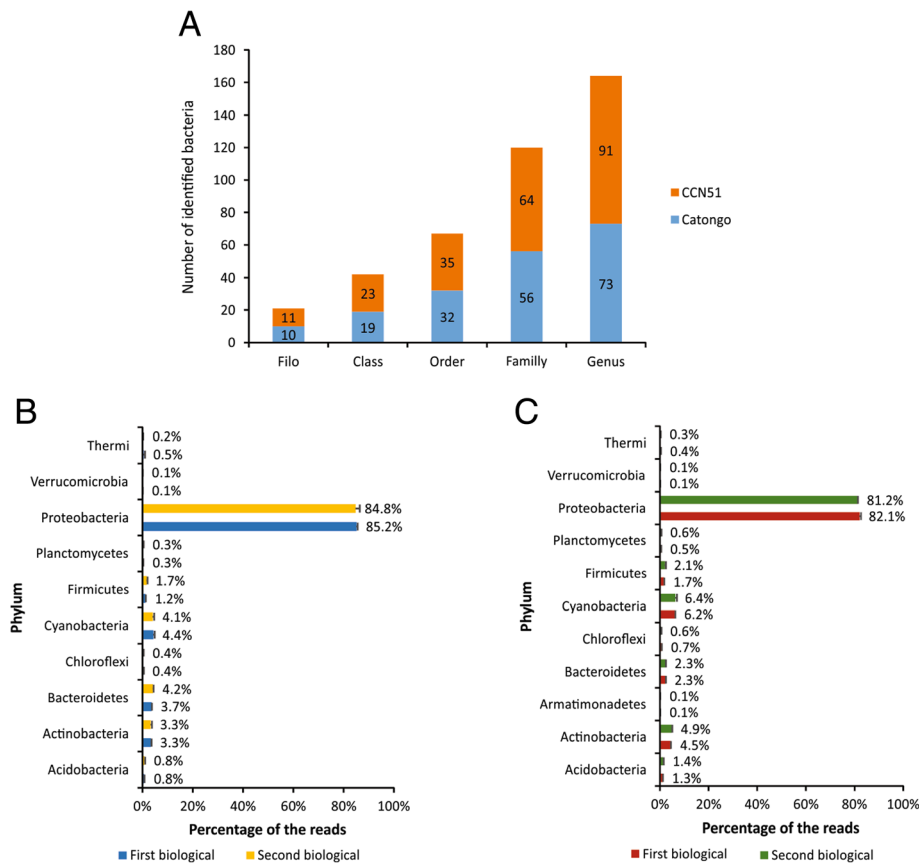 A
Number of identified bacteria
180
160
140
120
100
80
60
40
20
0
11
10
23
19
35
32
64
56
91
73
Filo
Class
Order
Familly
Genus
CCN51
Catongo
B
Phylum
Thermi
0.2%
0.5%
Verrucomicrobia
0.1%
0.1%
Proteobacteria
84.8%
85.2%
Planctomycetes
0.3%
0.3%
Firmicutes
1.7%
1.2%
Cyanobacteria
4.1%
4.4%
Chloroflexi
0.4%
0.4%
Bacteroidetes
4.2%
3.7%
Actinobacteria
3.3%
3.3%
Acidobacteria
0.8%
0.8%
0% 20% 40% 60% 80% 100%
Percentage of the reads
First biological Second biological
C
Phylum
Thermi
0.3%
0.4%
Verrucomicrobia
0.1%
0.1%
Proteobacteria
81.2%
82.1%
Planctomycetes
0.6%
0.5%
Firmicutes
2.1%
1.7%
Cyanobacteria
6.4%
6.2%
Chloroflexi
0.6%
0.7%
Bacteroidetes
2.3%
2.3%
Armatimonadetes
0.1%
0.1%
Actinobacteria
4.9%
4.5%
Acidobacteria
1.4%
1.3%
0% 20% 40% 60% 80% 100%
Percentage of the reads
First biological Second biological